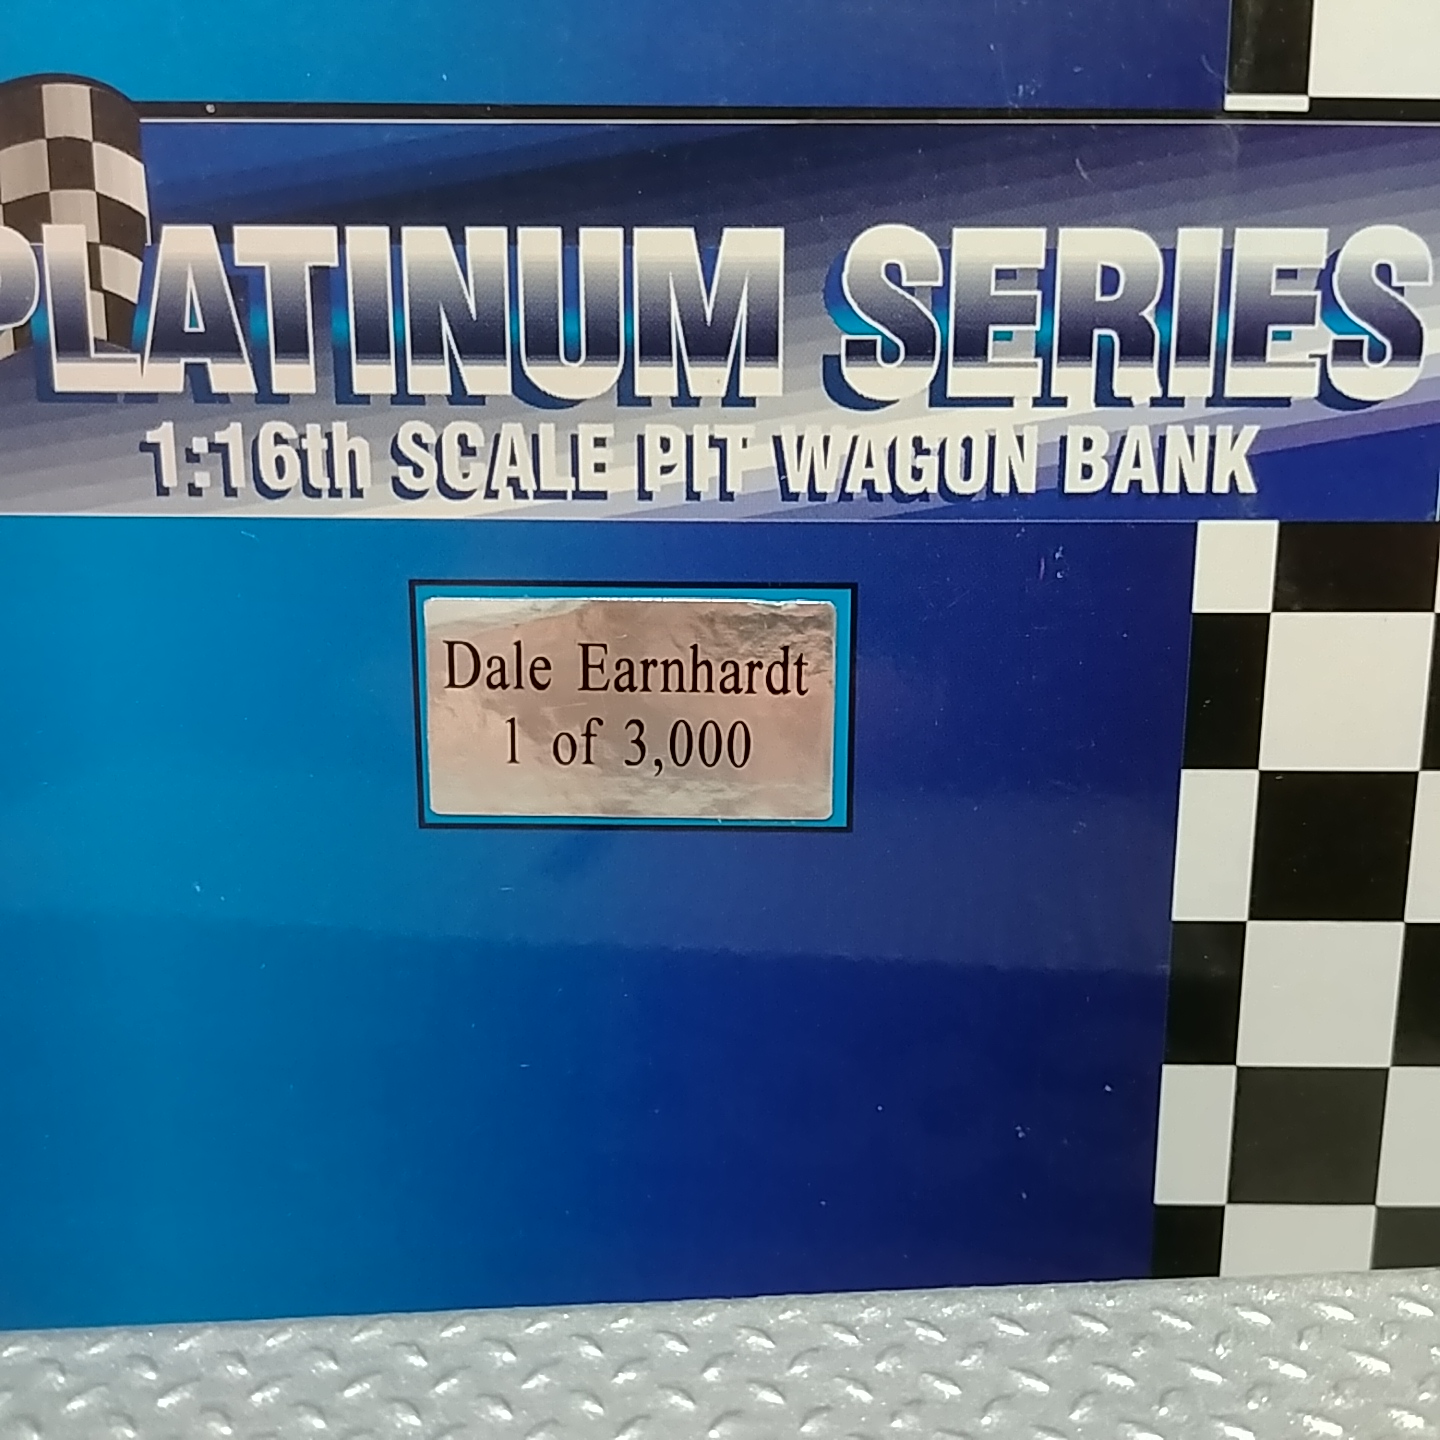 PLATINUM SERIES
1:16th SCALE PIT WAGON BANK
Dale Earnhardt
1 of 3,000